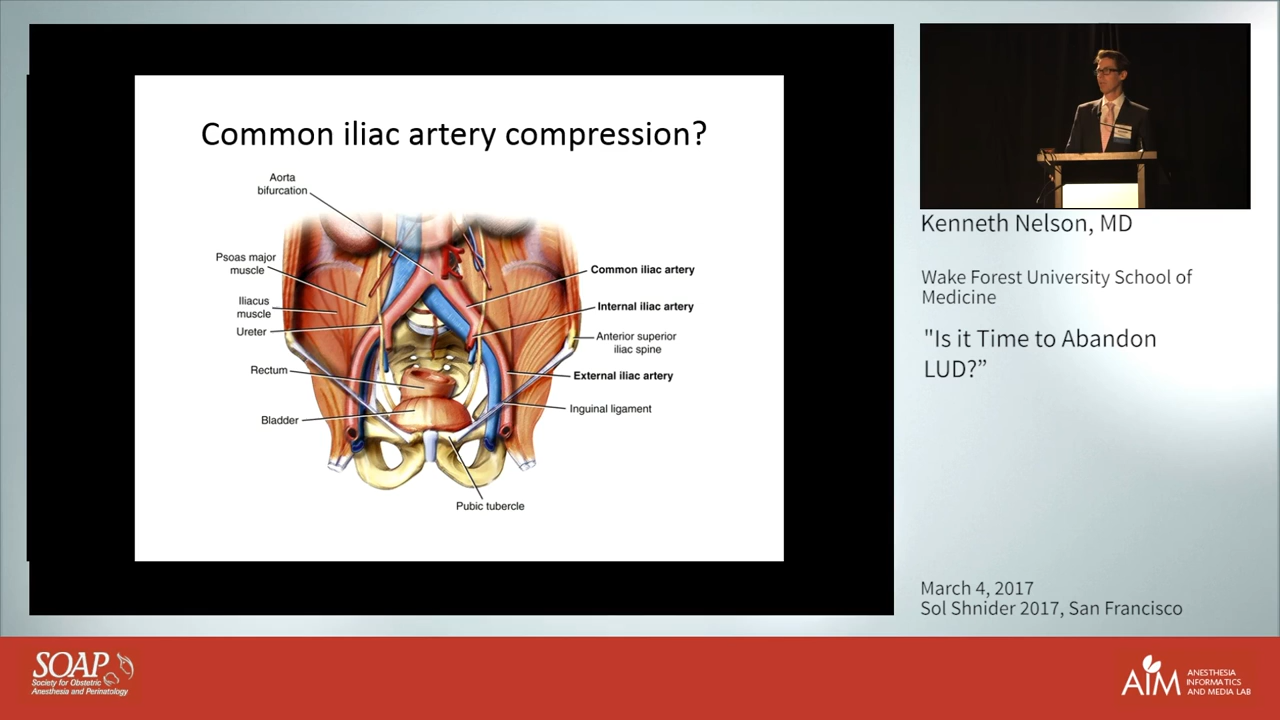 Common iliac artery compression?
Aorta
bifurcation
Psoas major
muscle
Iliacus
muscle
Ureter
Rectum
Bladder
Common iliac artery
Internal iliac artery
Anterior superior
iliac spine
External iliac artery
Inguinal ligament
Pubic tubercle
Kenneth Nelson, MD
Wake Forest University School of
Medicine
"Is it Time to Abandon
LUD?”
March 4, 2017
Sol Shnider 2017, San Francisco
SOAP
Society for Obstetric
Anesthesia and Perinatology
AIM
ANESTHESIA
INFORMATICS
AND MEDIA LAB